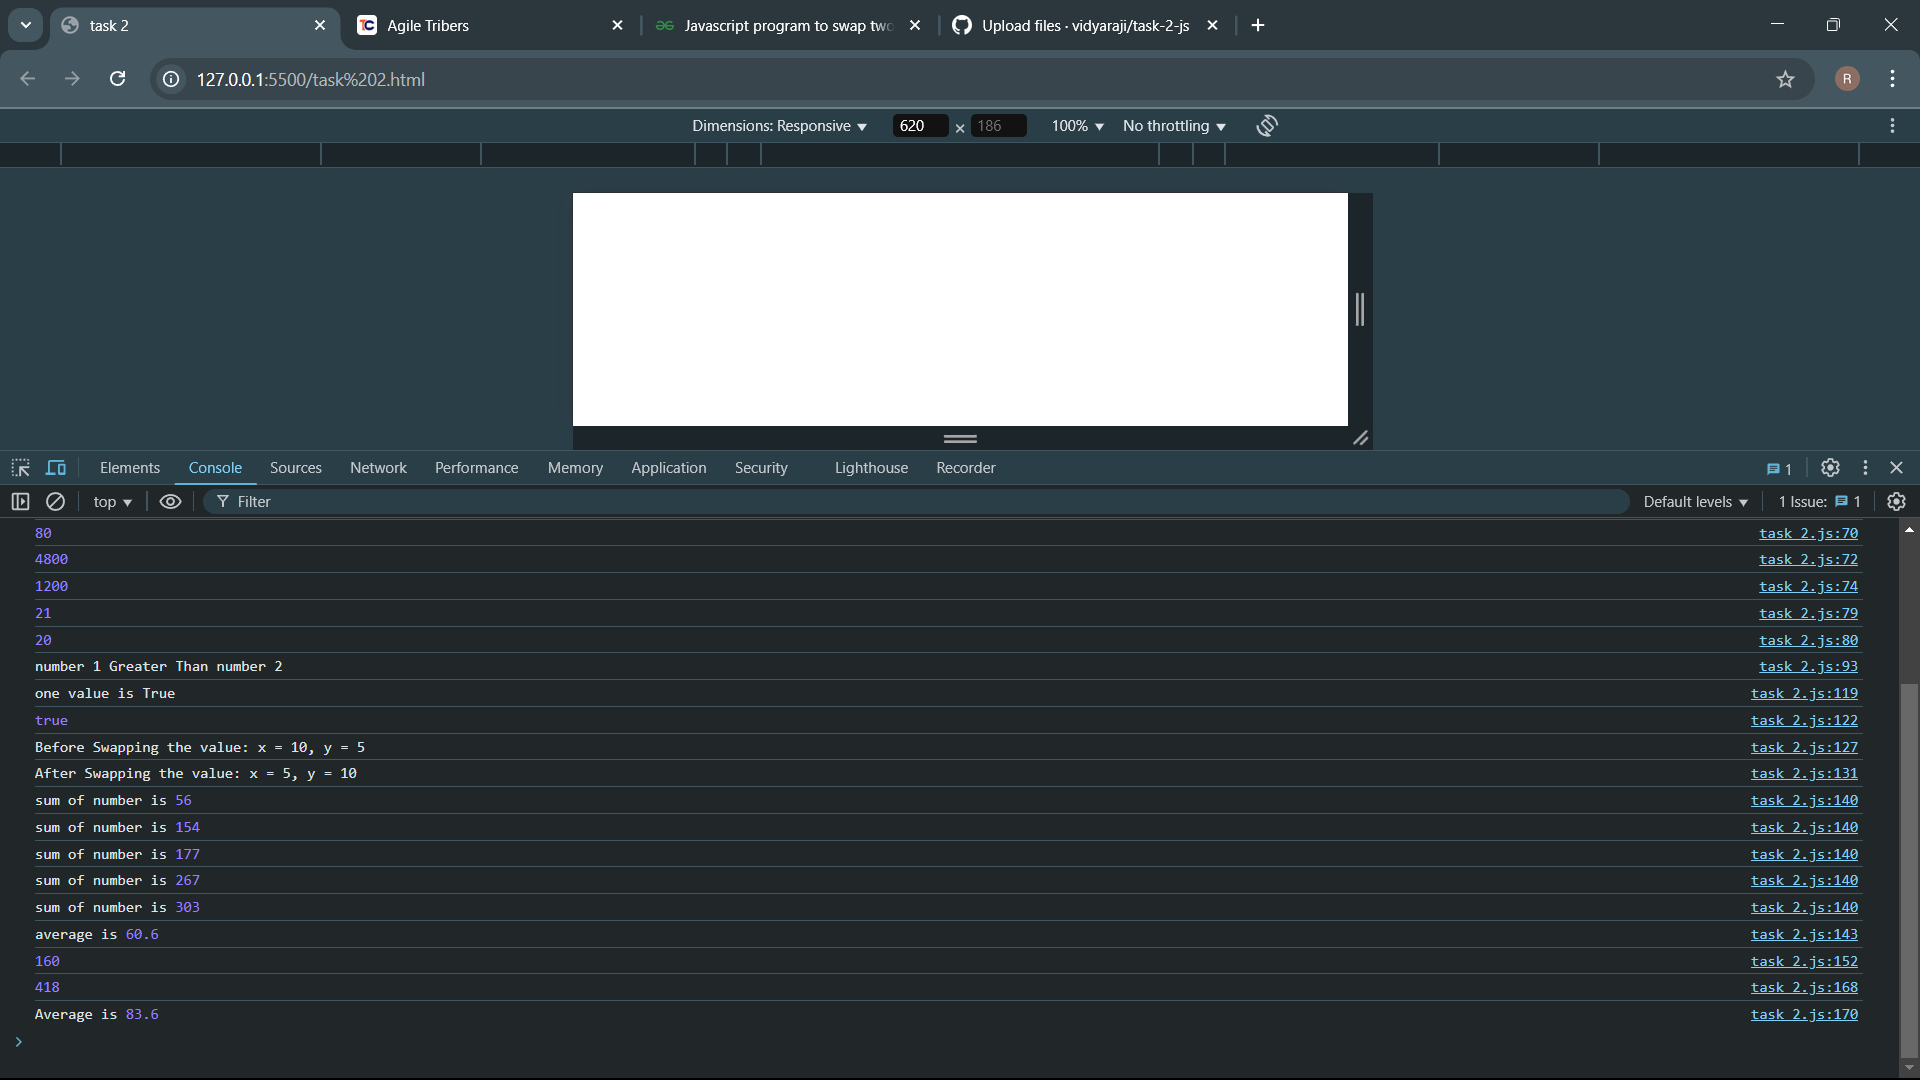 task 2
Agile Tribers
Javascript program to swap two
Upload files · vidyaraji/task-2-js
127.0.0.1:5500/task%202.html
R
Dimensions: Responsive 620 × 186 100% No throttling
Elements Console Sources Network Performance Memory Application Security Lighthouse Recorder 1
top Filter Default levels 1 Issue: 1
80 task 2.js:70
4800 task 2.js:72
1200 task 2.js:74
21 task 2.js:79
20 task 2.js:80
number 1 Greater Than number 2 task 2.js:93
one value is True task 2.js:119
true task 2.js:122
Before Swapping the value: x = 10, y = 5 task 2.js:127
After Swapping the value: x = 5, y = 10 task 2.js:131
sum of number is 56 task 2.js:140
sum of number is 154 task 2.js:140
sum of number is 177 task 2.js:140
sum of number is 267 task 2.js:140
sum of number is 303 task 2.js:140
average is 60.6 task 2.js:143
160 task 2.js:152
418 task 2.js:168
Average is 83.6 task 2.js:170